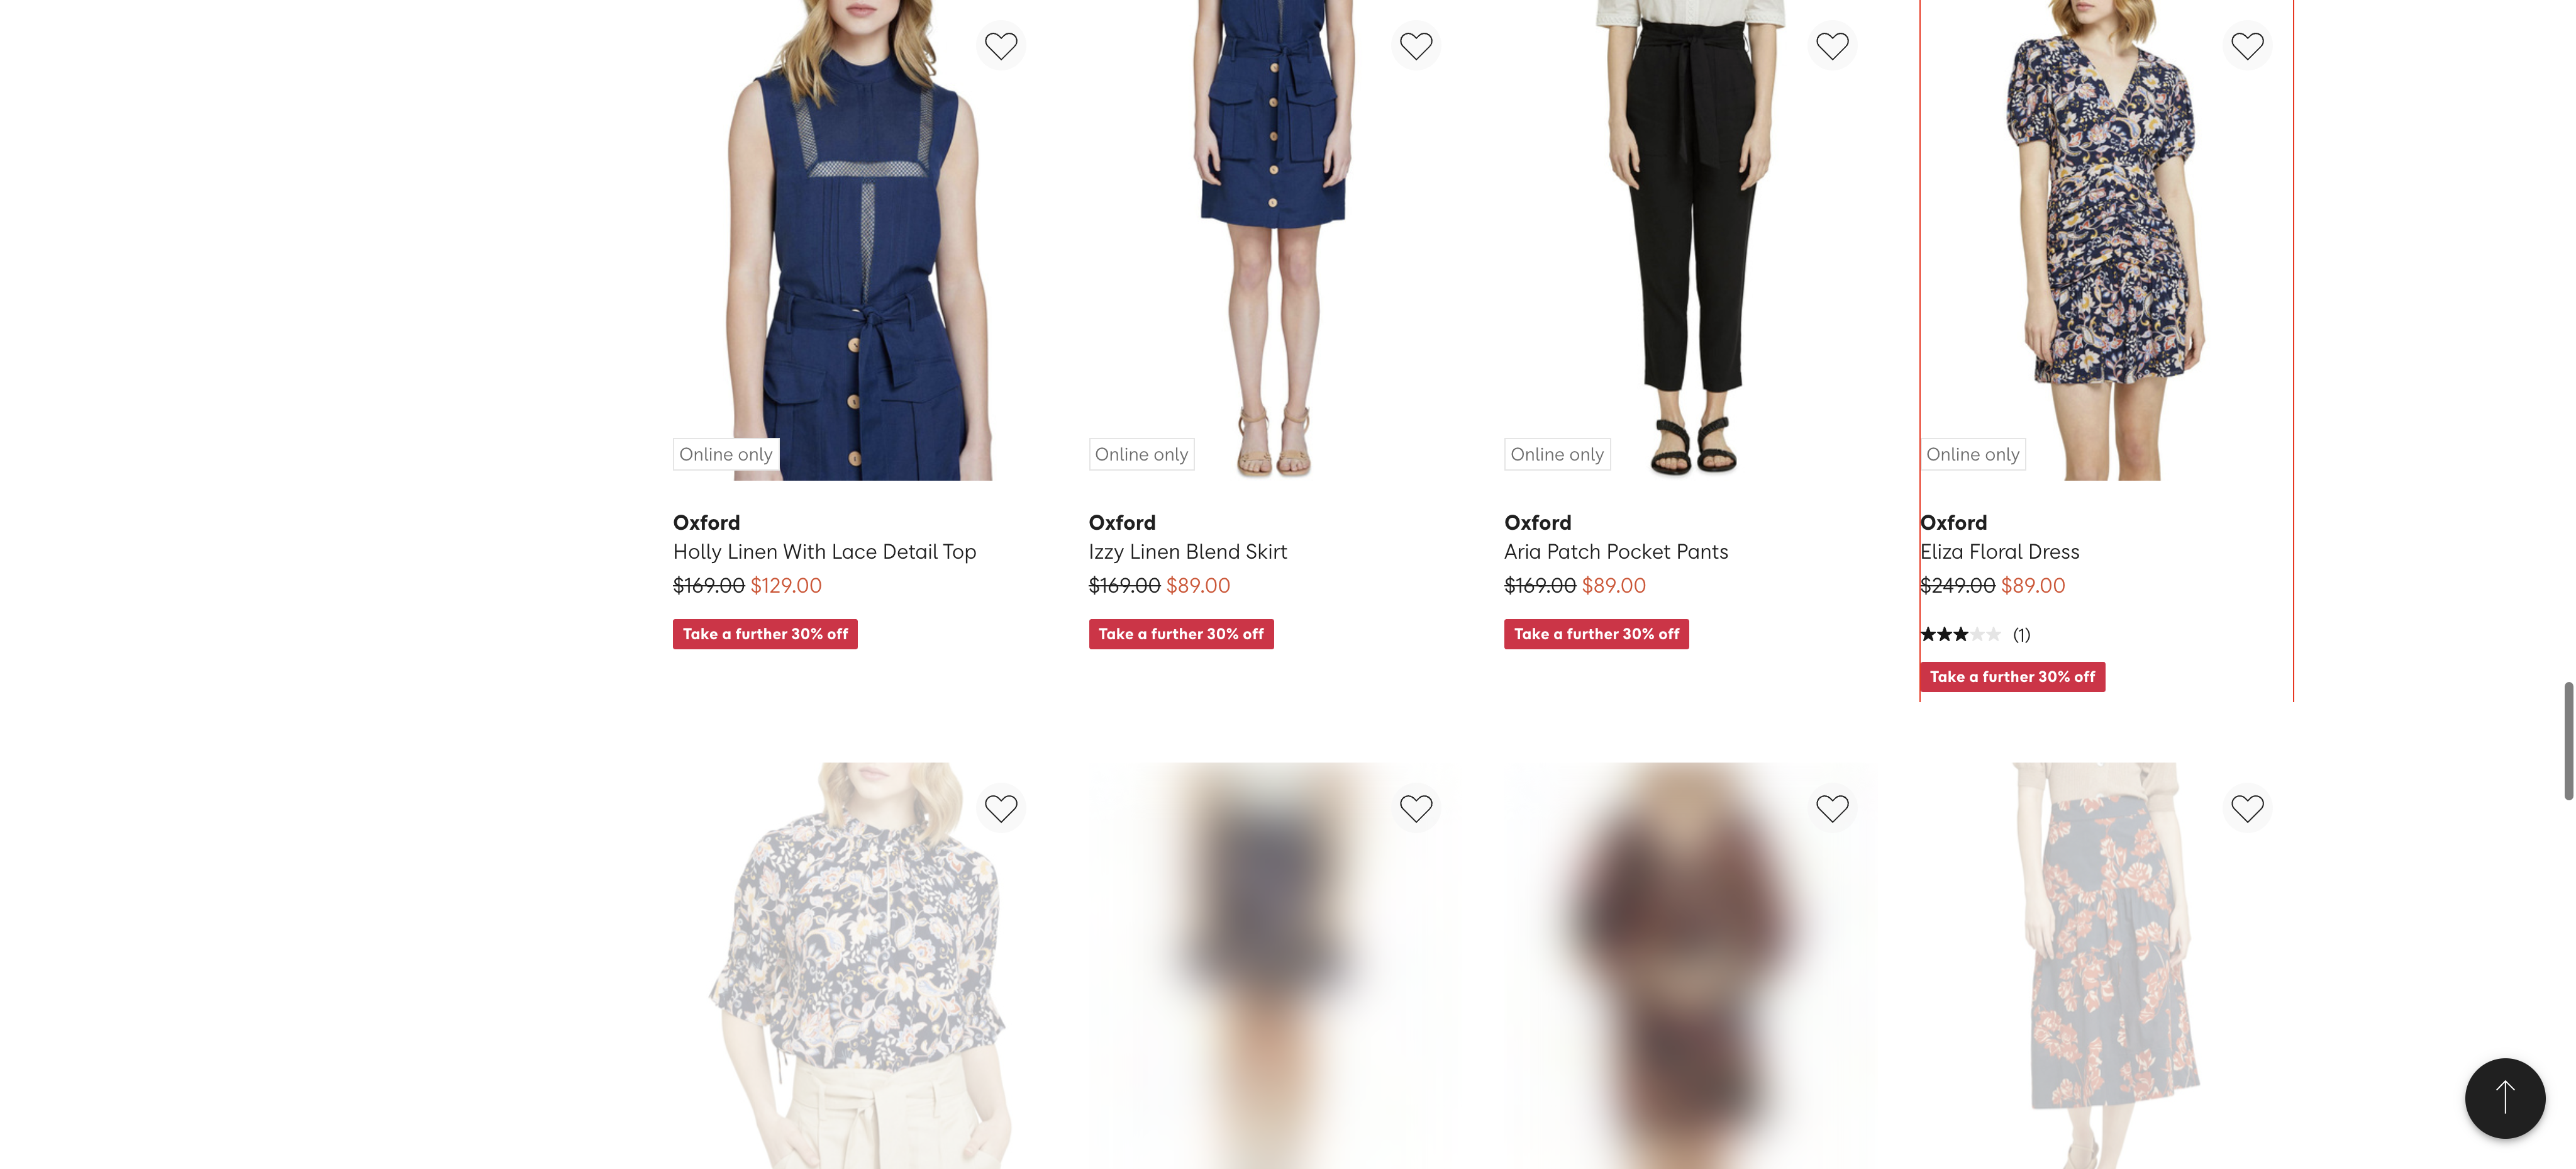 Online only
Online only
Online only
Online only
Oxford
Holly Linen With Lace Detail Top
$169.00 $129.00
Take a further 30% off
Oxford
Izzy Linen Blend Skirt
$169.00 $89.00
Take a further 30% off
Oxford
Aria Patch Pocket Pants
$169.00 $89.00
Take a further 30% off
Oxford
Eliza Floral Dress
$249.00 $89.00
(1)
Take a further 30% off